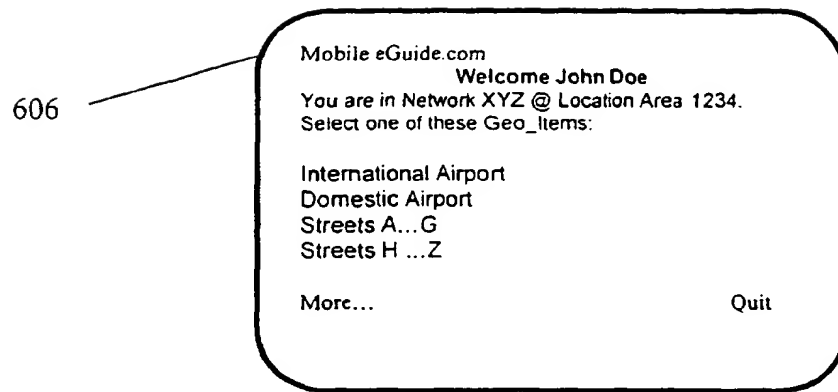 606
Mobile eGuide.com
Welcome John Doe
You are in Network XYZ @ Location Area 1234.
Select one of these Geo_Items:
International Airport
Domestic Airport
Streets A...G
Streets H ...Z
More... Quit